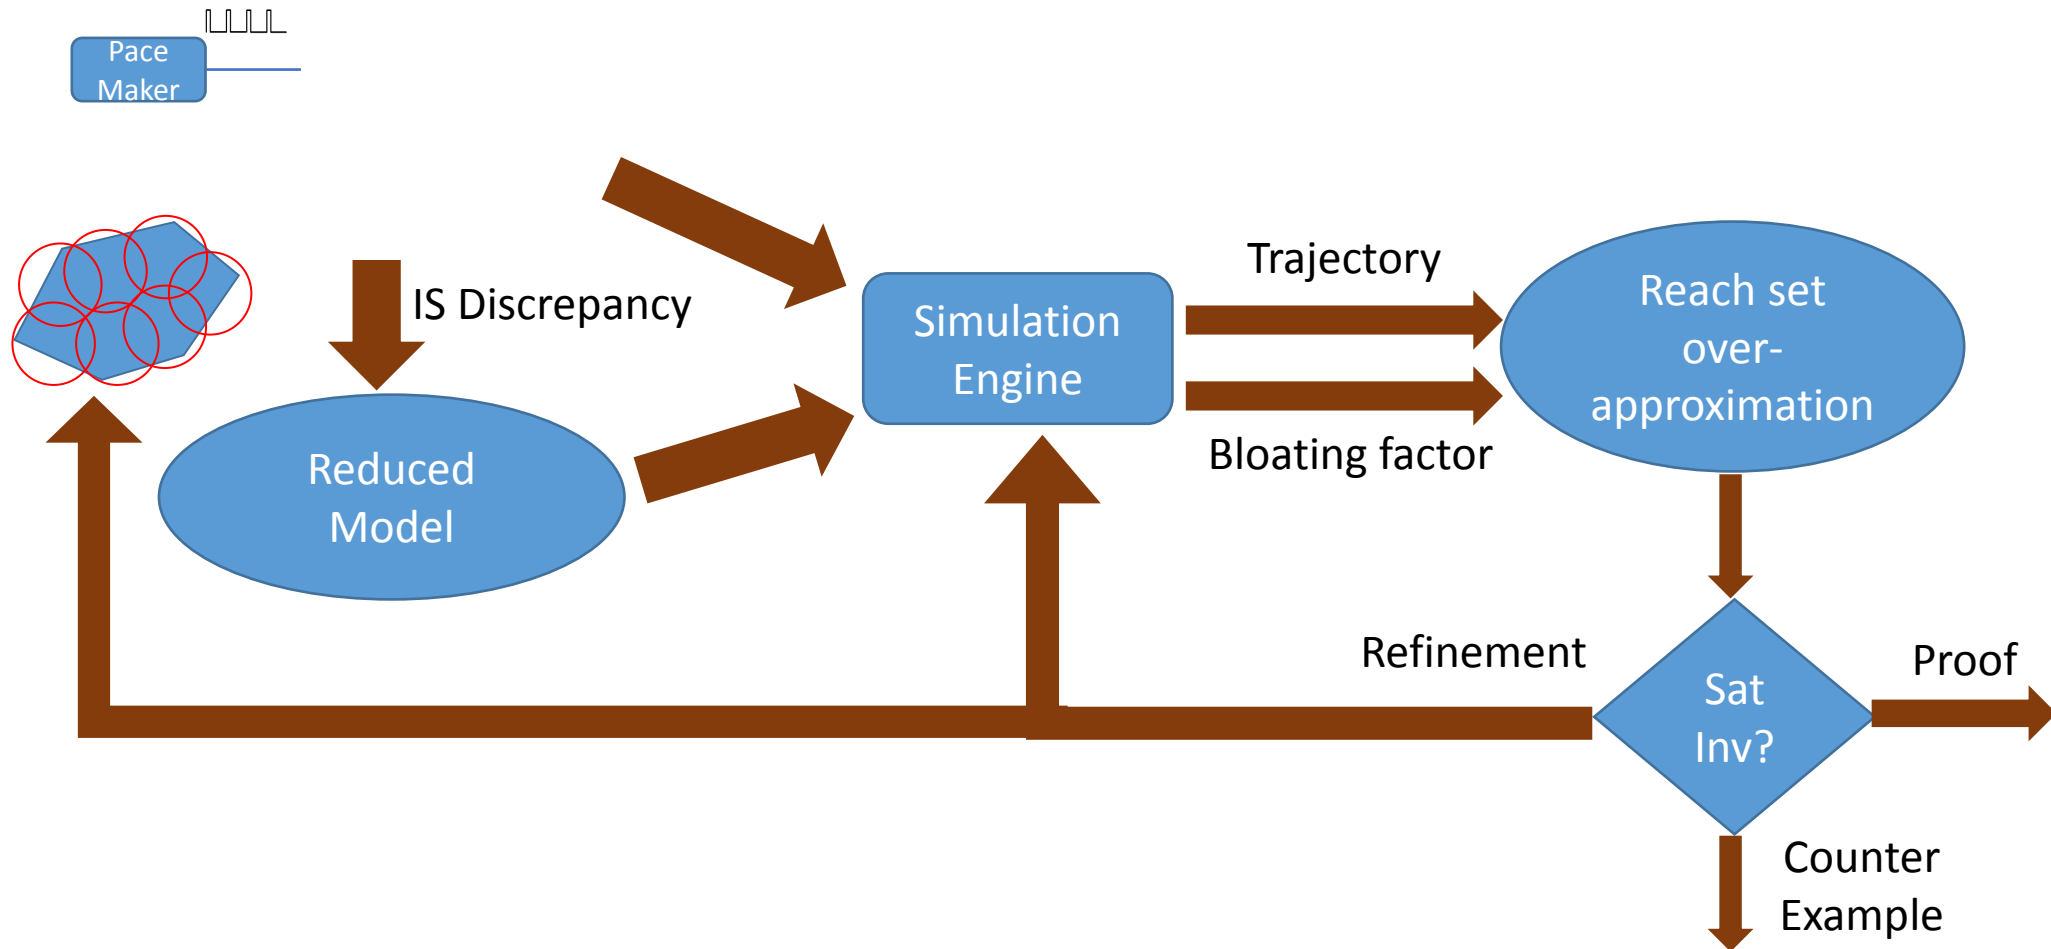 Pace
Maker
IS Discrepancy
Reduced
Model
Simulation
Engine
Trajectory
Bloating factor
Reach set
over-
approximation
Refinement
Sat
Inv?
Proof
Counter
Example